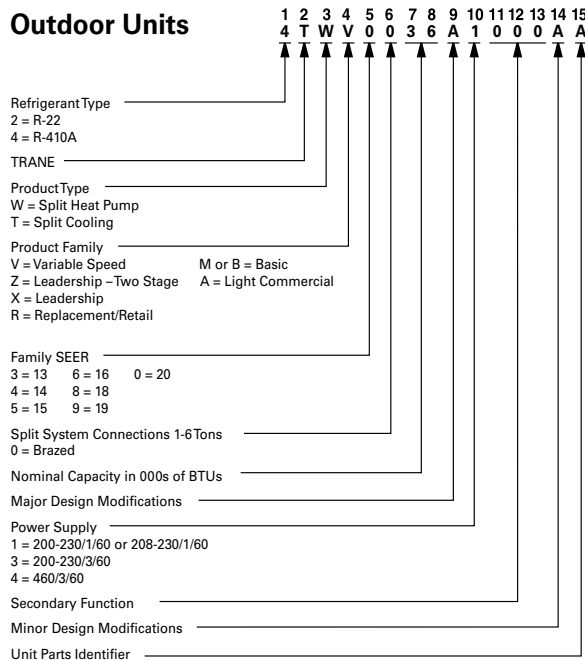 Outdoor Units
1 2 3 4 5 6 7 8 9 10 11 12 13 14 15
4 T W V 0 0 3 6 A 1 0 0 0 A A
Refrigerant Type
2 = R-22
4 = R-410A
TRANE
Product Type
W = Split Heat Pump
T = Split Cooling
Product Family
V = Variable Speed M or B = Basic
Z = Leadership – Two Stage A = Light Commercial
X = Leadership
R = Replacement/Retail
Family SEER
3 = 13 6 = 16 0 = 20
4 = 14 8 = 18
5 = 15 9 = 19
Split System Connections 1-6 Tons
0 = Brazed
Nominal Capacity in 000s of BTUs
Major Design Modifications
Power Supply
1 = 200-230/1/60 or 208-230/1/60
3 = 200-230/3/60
4 = 460/3/60
Secondary Function
Minor Design Modifications
Unit Parts Identifier